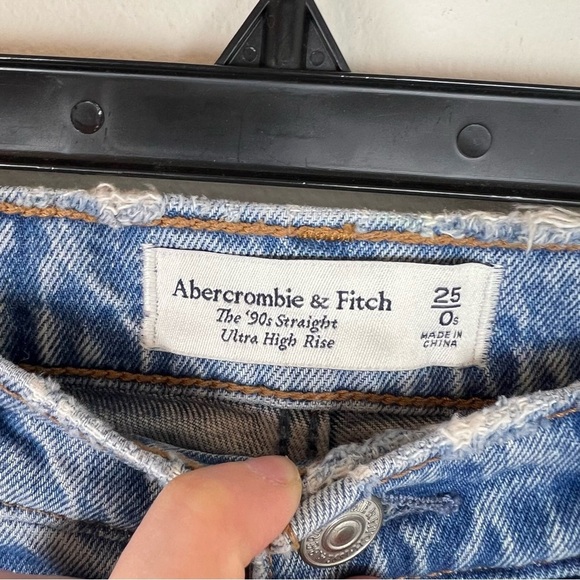 Abercrombie & Fitch
The '90s Straight
Ultra High Rise
25
0s
MADE IN
CHINA